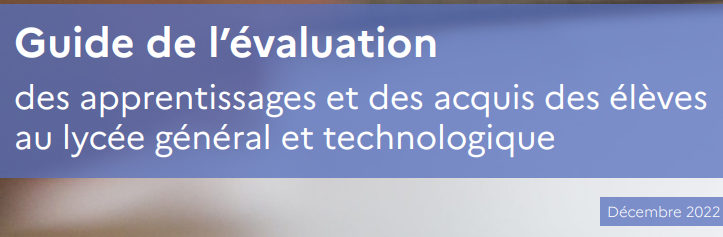 Guide de l’évaluation
des apprentissages et des acquis des élèves
au lycée général et technologique
Décembre 2022